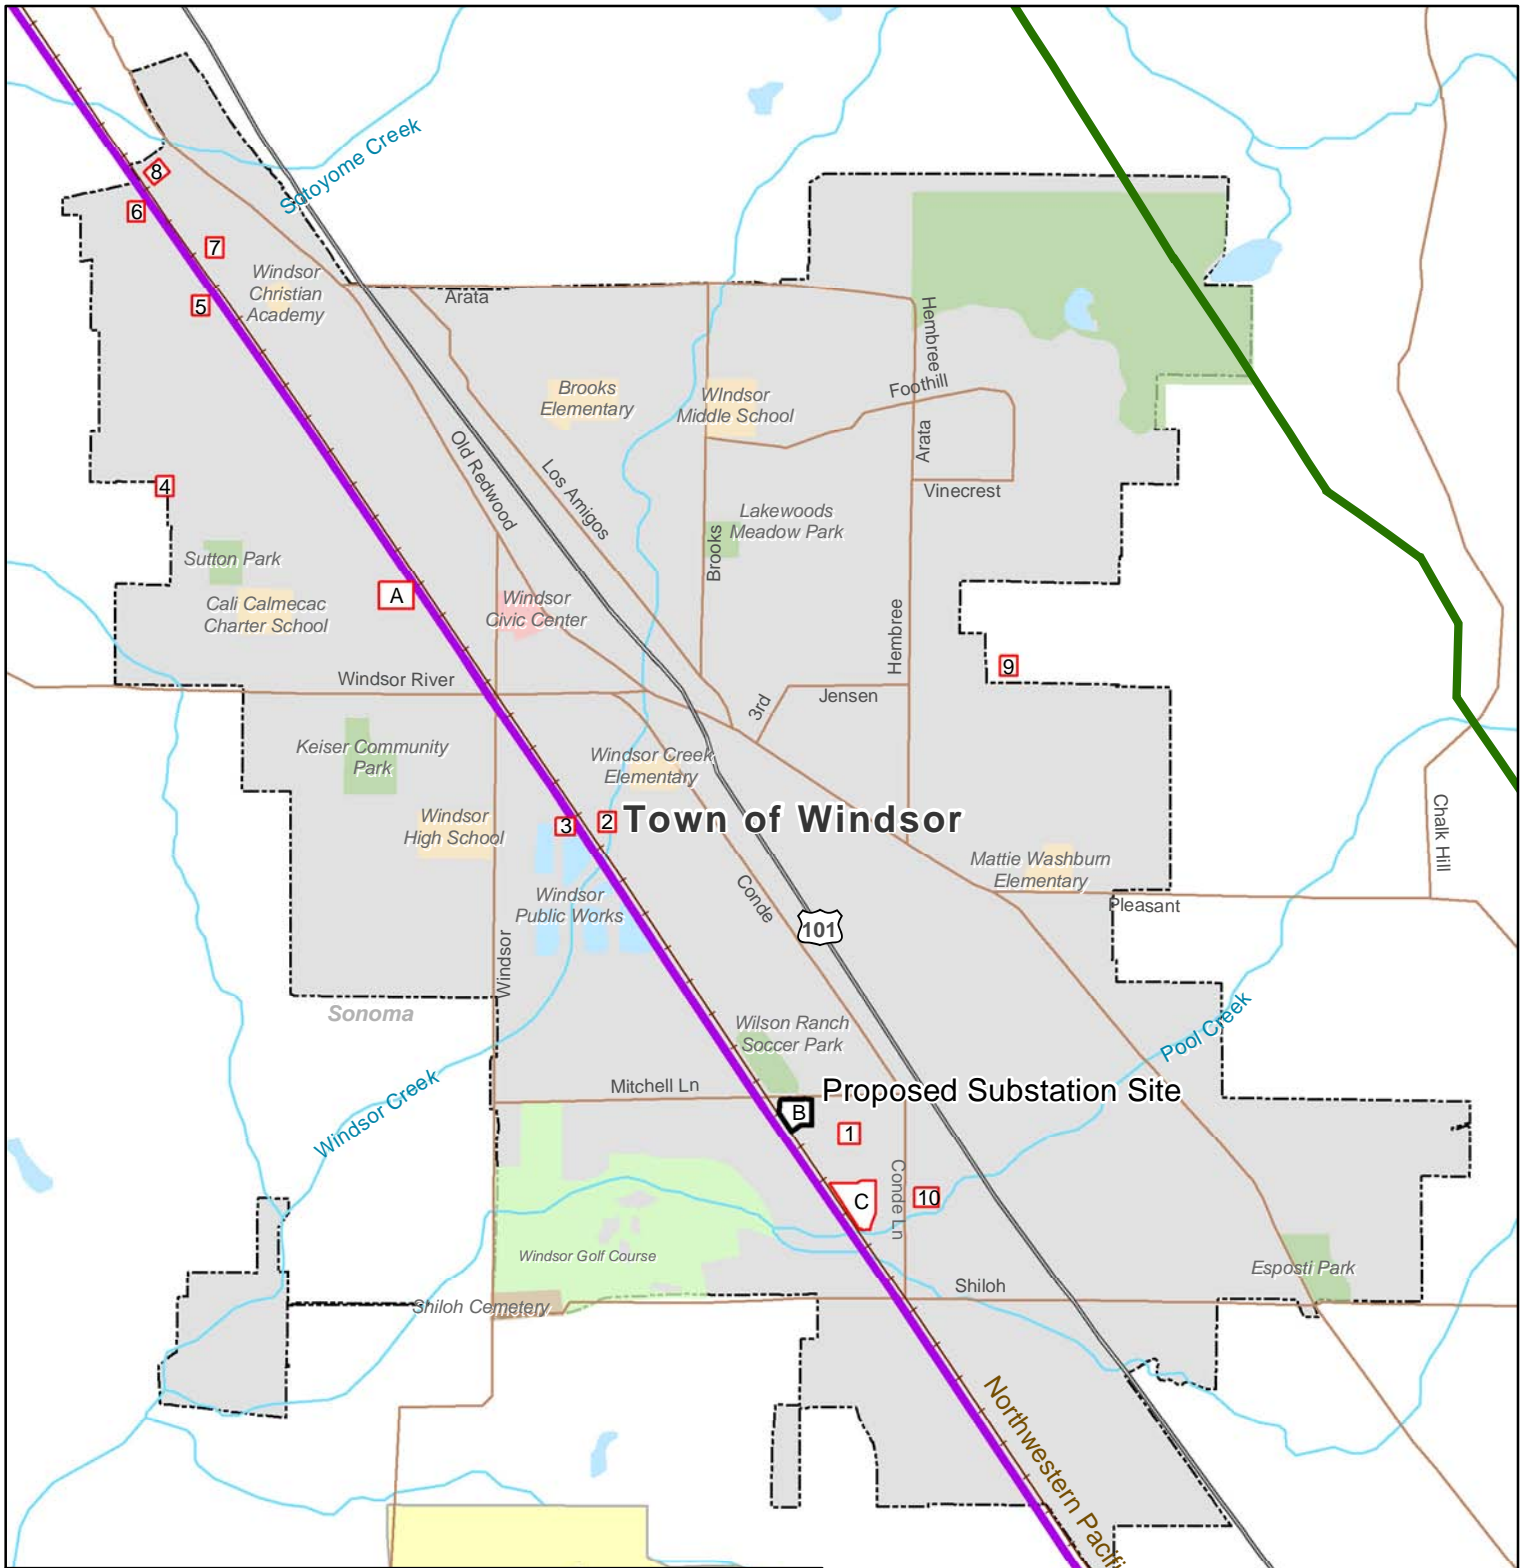 Satoyome Creek
8
6
7
5
Windsor
Christian
Academy
Arata
Hembree
Brooks
Elementary
WIndsor
Middle School
Foothill
Arata
Old Redwood
Los Amigos
Vinecrest
4
Lakewoods
Meadow Park
Brooks
Sutton Park
A
Cali Calmecac
Charter School
Windsor
Civic Center
Hembree
9
Windsor River
Jensen
3rd
Keiser Community
Park
Windsor Creek
Elementary
Windsor
High School
3
2
Town of Windsor
Chalk Hill
Mattie Washburn
Elementary
Windsor
Public Works
Conde
101
Pleasant
Windsor
Sonoma
Wilson Ranch
Soccer Park
Pool Creek
Windsor Creek
Mitchell Ln
Proposed Substation Site
B
1
C
Conde Ln
10
Windsor Golf Course
Esposti Park
Shiloh
Shiloh Cemetery
Northwestern Pacifi